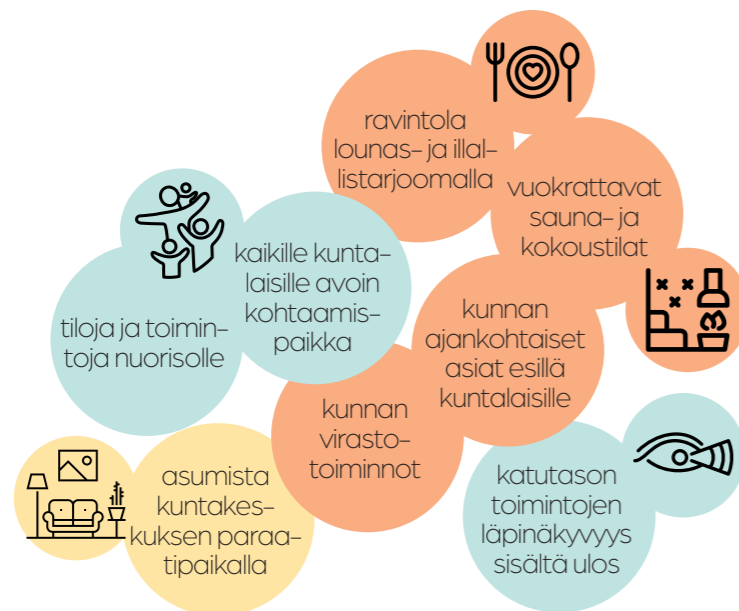 ravintola
lounas- ja illal-
listarjoomalla
vuokrattavat
sauna- ja
kokoustilat
kaikille kunta-
laisille avoin
kohtaamis-
paikka
tiloja ja toimin-
toja nuorisolle
kunnan
ajankohtaiset
asiat esillä
kuntalaisille
kunnan
virasto-
toiminnot
asumista
kuntakes-
kuksen paraa-
tipaikalla
katutason
toimintojen
läpinäkyvyys
sisältä ulos